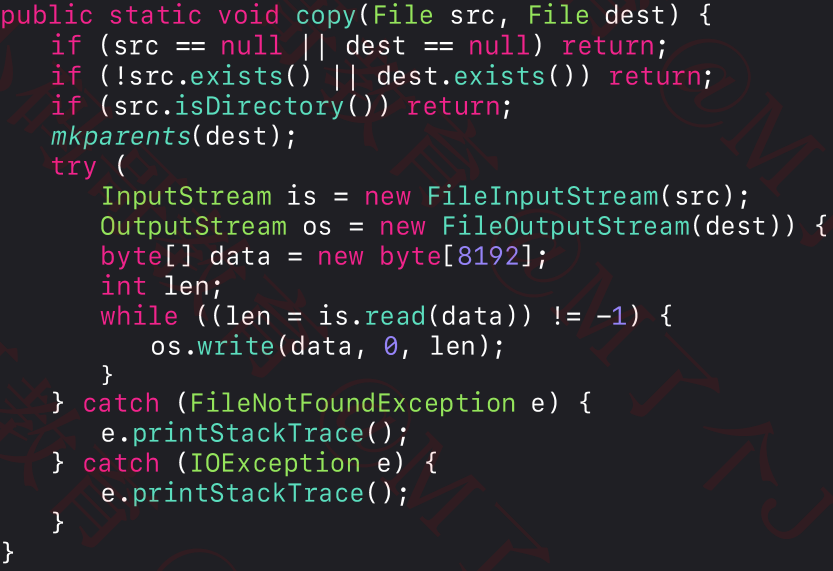 public static void copy(File src, File dest) {
if (src == null || dest == null) return;
if (!src.exists() || dest.exists()) return;
if (src.isDirectory()) return;
mkparents(dest);
try (
InputStream is = new FileInputStream(src);
OutputStream os = new FileOutputStream(dest)) {
byte[] data = new byte[8192];
int len;
while ((len = is.read(data)) != -1) {
os.write(data, 0, len);
}
} catch (FileNotFoundException e) {
e.printStackTrace();
} catch (IOException e) {
e.printStackTrace();
}
}